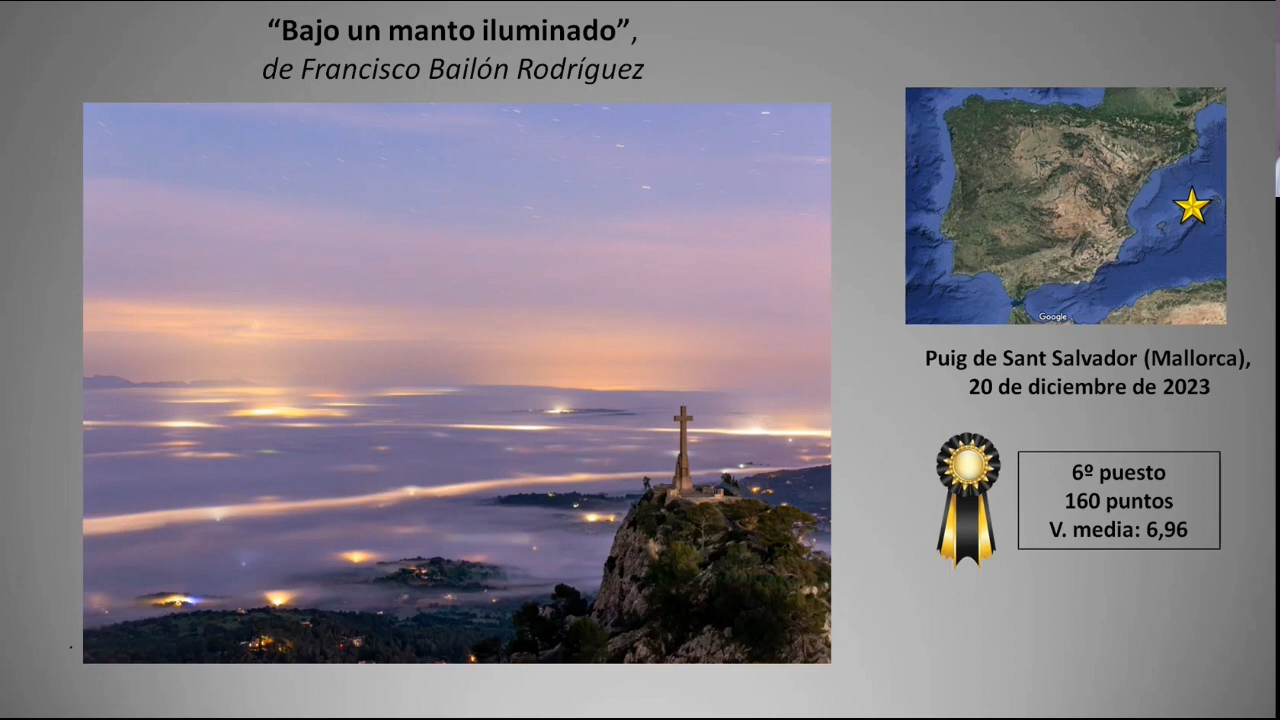 “Bajo un manto iluminado”,
de Francisco Bailón Rodríguez
Google
Puig de Sant Salvador (Mallorca),
20 de diciembre de 2023
6º puesto
160 puntos
V. media: 6,96